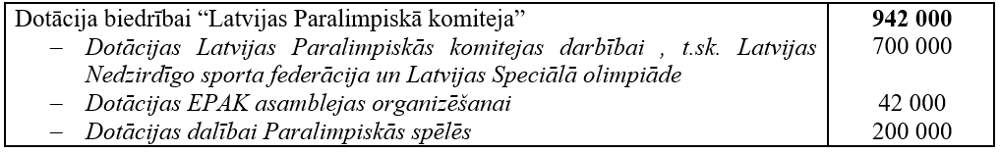 Dotācija biedrībai “Latvijas Paralimpiskā komiteja” 942 000
– Dotācijas Latvijas Paralimpiskās komitejas darbībai , t.sk. Latvijas 700 000
Nedzirdīgo sporta federācija un Latvijas Speciālā olimpiāde
– Dotācijas EPAK asamblejas organizēšanai 42 000
– Dotācijas dalībai Paralimpiskās spēlēs 200 000